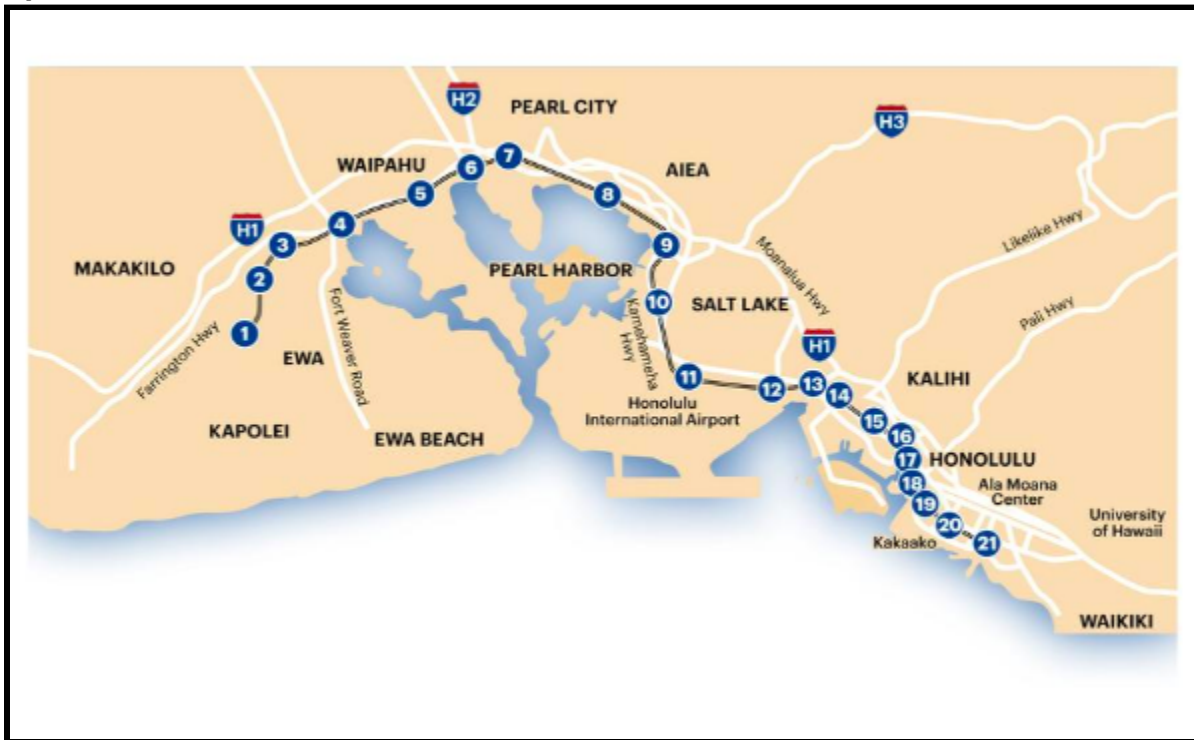 H2
PEARL CITY
H3
WAIPAHU
7
6
AIEA
5
8
H1
4
3
9
Likelike Hwy
MAKAKILO
2
PEARL HARBOR
Moanalua Hwy
10
SALT LAKE
Pali Hwy
1
Farrington Hwy
Fort Weaver Road
Kamehameha
Hwy
H1
EWA
11
12
13
14
KALIHI
Honolulu
International Airport
KAPOLEI
EWA BEACH
15
16
17
HONOLULU
18
Ala Moana
Center
19
University
of Hawaii
20
Kakaako
21
WAIKIKI